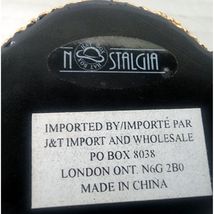 NOSTALGIA
IMPORTED BY/IMPORTÉ PAR
J&T IMPORT AND WHOLESALE
PO BOX 8038
LONDON ONT. N6G 2B0
MADE IN CHINA